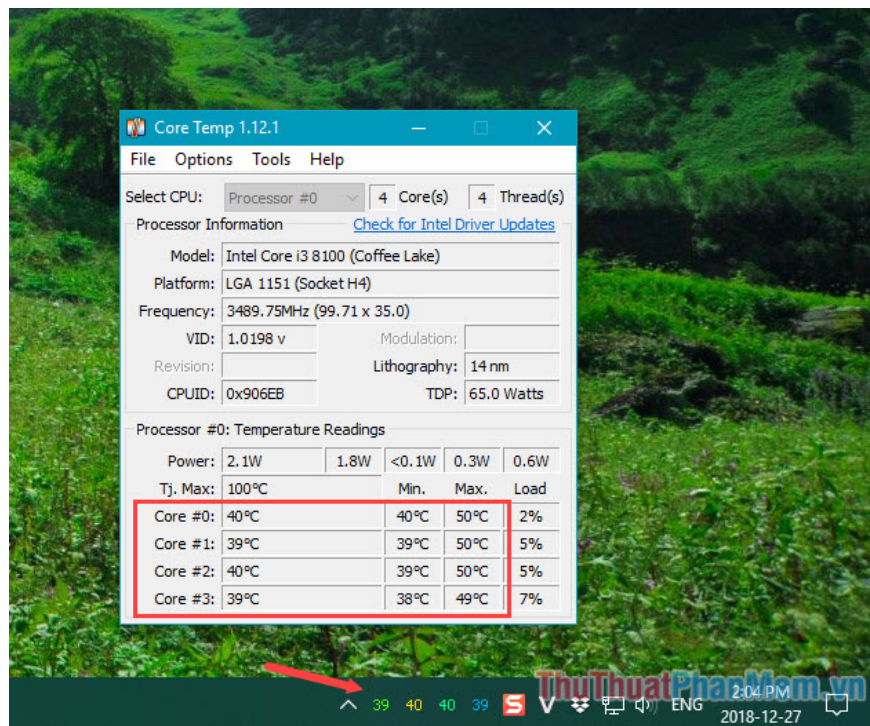 Core Temp 1.12.1
File Options Tools Help
Select CPU: Processor #0 4 Core(s) 4 Thread(s)
Processor Information Check for Intel Driver Updates
Model: Intel Core i3 8100 (Coffee Lake)
Platform: LGA 1151 (Socket H4)
Frequency: 3489.75MHz (99.71 x 35.0)
VID: 1.0198 v Modulation:
Revision: Lithography: 14 nm
CPUID: 0x906EB TDP: 65.0 Watts
Processor #0: Temperature Readings
Power: 2.1W 1.8W <0.1W 0.3W 0.6W
Tj. Max: 100°C Min. Max. Load
Core #0: 40°C 40°C 50°C 2%
Core #1: 39°C 39°C 50°C 5%
Core #2: 40°C 39°C 50°C 5%
Core #3: 39°C 38°C 49°C 7%
ThuThuatPhanMem.vn
39 40 40 39 S V ENG 2:04 PM
2018-12-27